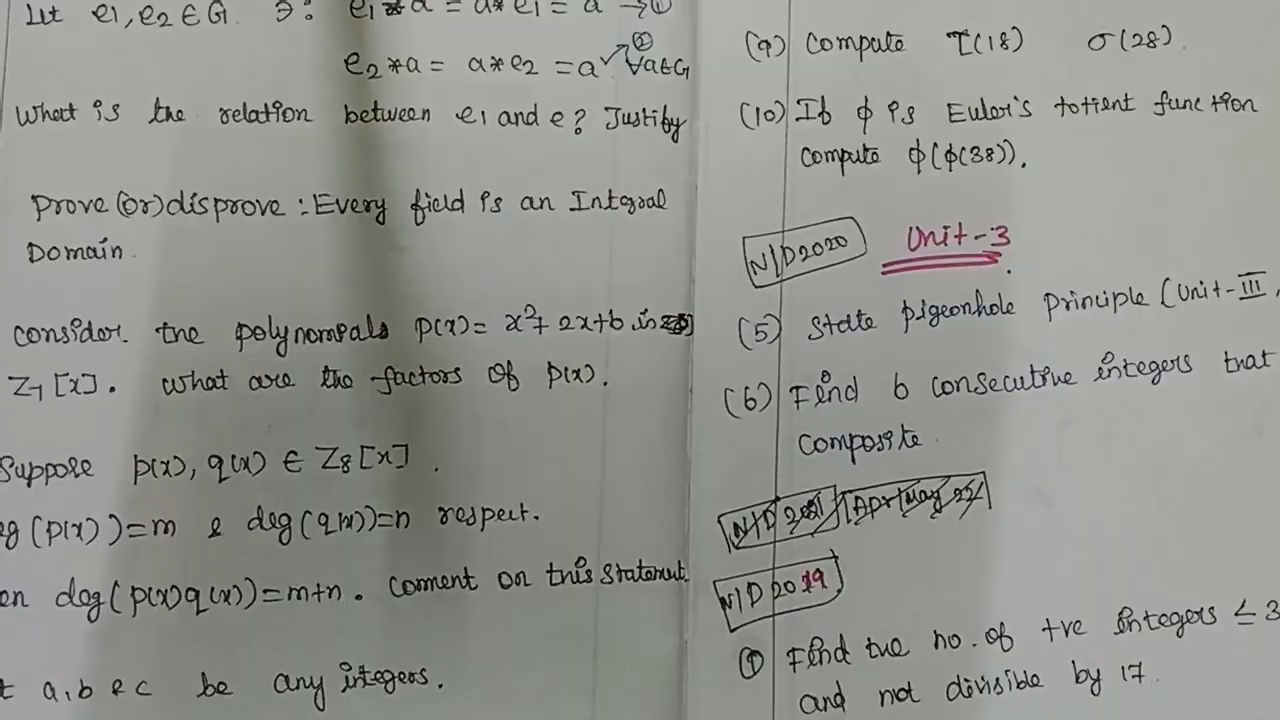 Let e1, e2 ∈ G ∋: e1 * a = a * e1 = a → ①
e2 * a = a * e2 = a ↗② ∀a∈G
What is the relation between e1 and e? Justify
Prove (or) disprove : Every field is an Integral
Domain.
consider the polynomials p(x) = x²+ 2x+6 in
Z7 [x]. what are the factors of p(x).
Suppose p(x), q(x) ∈ Z8 [x].
eg (p(x)) = m & deg (q(x)) = n respect.
en deg (p(x) q(x)) = m+n. Coment on this statement.
t a, b & c be any integers.
(9) Compute τ(18) σ(28).
(10) If ϕ is Euler's totient function
compute ϕ(ϕ(38)).
N/D 2020 Unit-3
(5) State pigeonhole principle (Unit-III,
(6) Find 6 consecutive integers that
composite.
N/D 2021 Apr/May 22
N/D 2019
① Find the no. of +ve integers ≤ 3
and not divisible by 17.